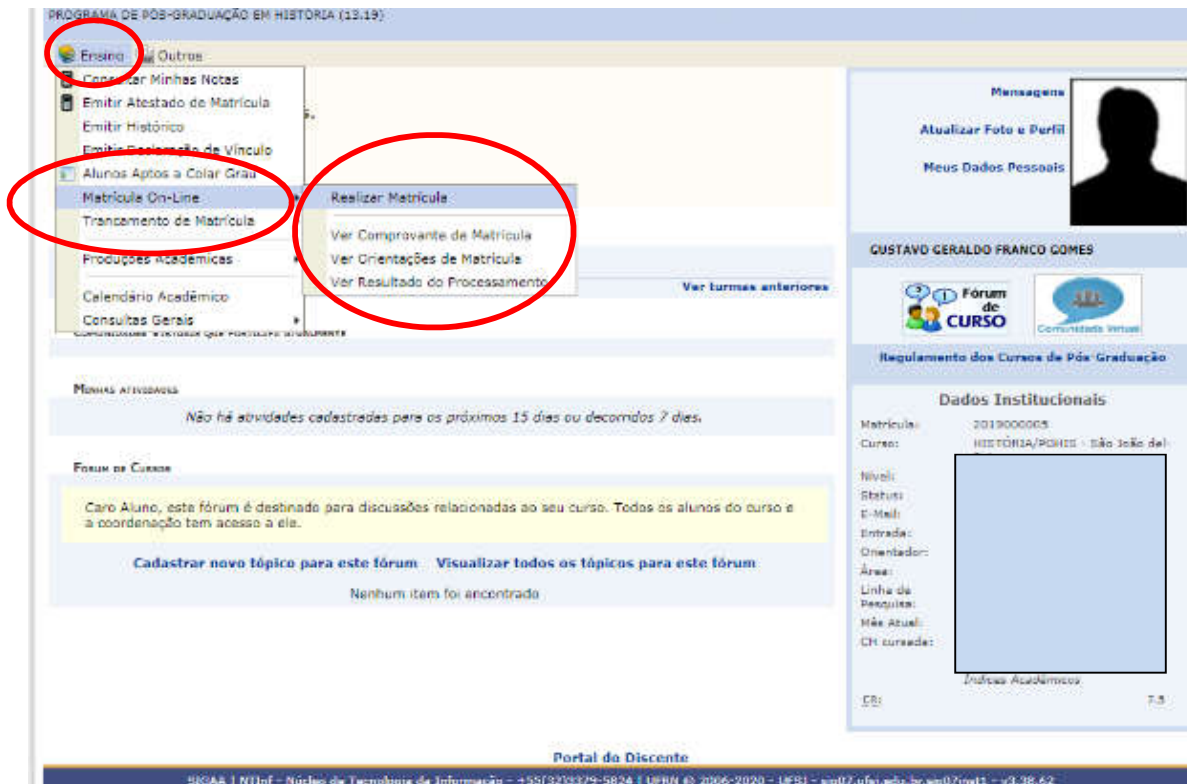 PROGRAMA DE PÓS-GRADUAÇÃO EM HISTÓRIA (13.19)
Ensino Outros
Consultar Minhas Notas
Emitir Atestado de Matrícula
Emitir Histórico
Emitir Declaração de Vínculo
Alunos Aptos a Colar Grau
Matrícula On-Line
Trancamento de Matrícula
Produções Acadêmicas
Calendário Acadêmico
Consultas Gerais
Realizar Matrícula
Ver Comprovante de Matrícula
Ver Orientações de Matrícula
Ver Resultado do Processamento
Ver turmas anteriores
MINHAS ATIVIDADES
Não há atividades cadastradas para os próximos 15 dias ou decorridos 7 dias.
FORUM DE CURSOS
Caro Aluno, este fórum é destinado para discussões relacionadas ao seu curso. Todos os alunos do curso e
a coordenação tem acesso a ele.
Cadastrar novo tópico para este fórum Visualizar todos os tópicos para este fórum
Nenhum item foi encontrado
Mensagens
Atualizar Foto e Perfil
Meus Dados Pessoais
GUSTAVO GERALDO FRANCO GOMES
Fórum
de
CURSO
Comunidade Virtual
Regulamento dos Cursos de Pós-Graduação
Dados Institucionais
Matrícula: 2019000005
Curso: HISTÓRIA/PGHIS - São João del-
Nível:
Status:
E-Mail:
Entrada:
Orientador:
Área:
Linha de
Pesquisa:
Mês Atual:
CH cursada:
Índices Acadêmicos
CR: 7.5
Portal do Discente
SIGAA | NTInf - Núcleo de Tecnologia da Informação - +55(32)3379-5824 | UFRN © 2006-2020 - UFSJ